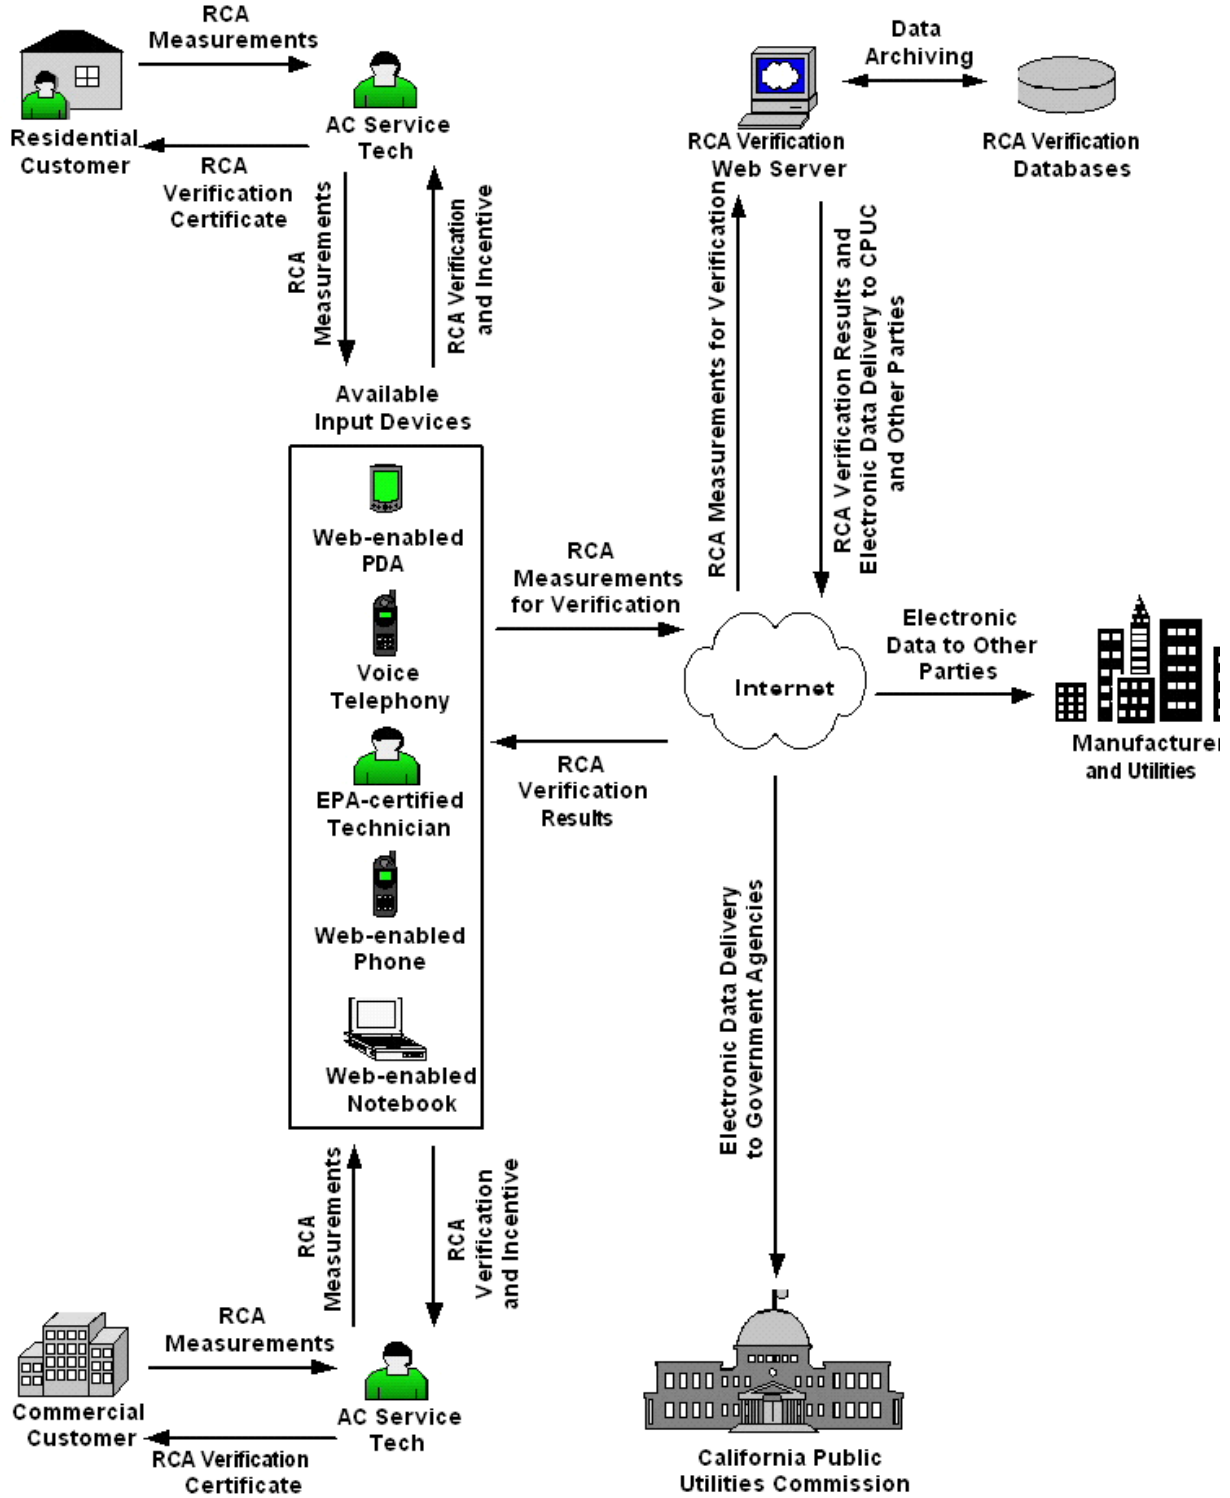 RCA
Measurements
Residential
Customer
AC Service
Tech
RCA
Verification
Certificate
RCA
Measurements
RCA Verification
and Incentive
Data
Archiving
RCA Verification
Web Server
RCA Verification
Databases
RCA Measurements for Verification
RCA Verification Results and
Electronic Data Delivery to CPUC
and Other Parties
Available
Input Devices
Web-enabled
PDA
Voice
Telephony
EPA-certified
Technician
Web-enabled
Phone
Web-enabled
Notebook
RCA
Measurements
for Verification
Internet
RCA
Verification
Results
Electronic
Data to Other
Parties
Manufacturer
and Utilities
Electronic Data Delivery
to Government Agencies
RCA
Measurements
RCA
Verification
and Incentive
RCA
Measurements
Commercial
Customer
AC Service
Tech
RCA Verification
Certificate
California Public
Utilities Commission